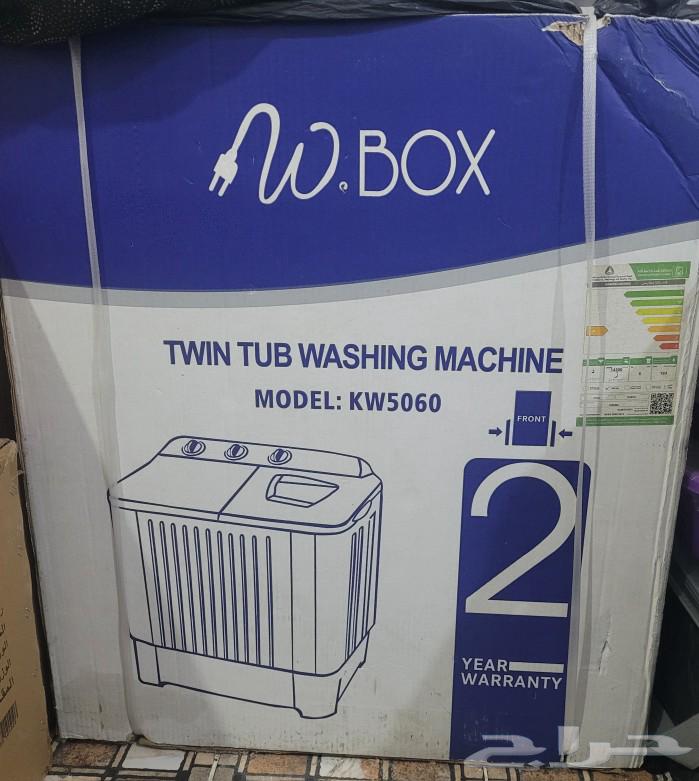 W.BOX
TWIN TUB WASHING MACHINE
MODEL: KW5060
FRONT
2
YEAR
WARRANTY
حراج